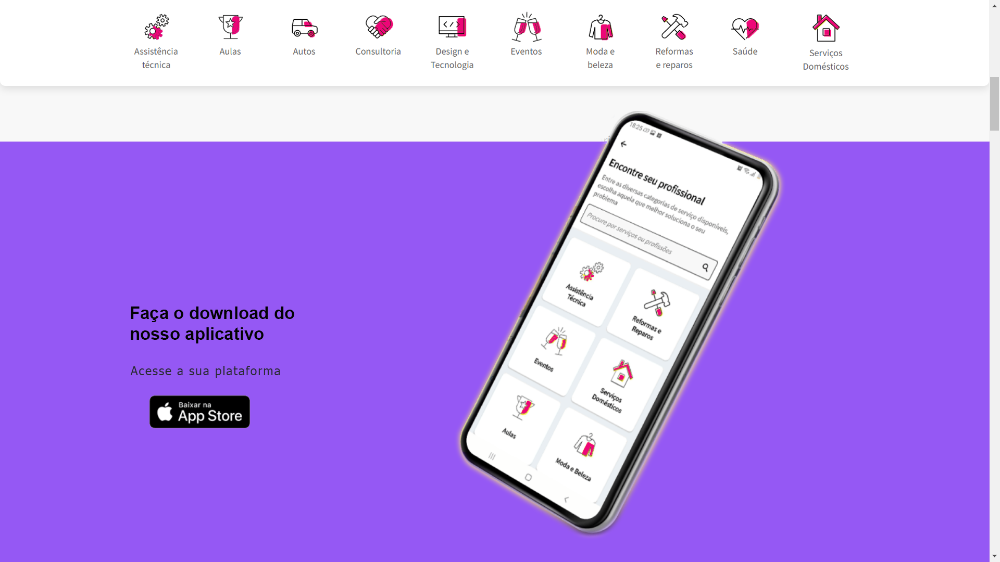 Assistência
técnica
Aulas
Autos
Consultoria
Design e
Tecnologia
Eventos
Moda e
beleza
Reformas
e reparos
Saúde
Serviços
Domésticos
Faça o download do
nosso aplicativo
Acesse a sua plataforma
Baixar na
App Store
18:25
Encontre seu profissional
Entre as diversas categorias de serviço disponíveis,
escolha aquela que melhor soluciona o seu
problema
Procure por serviços ou profissões
Assistência
Técnica
Reformas e
Reparos
Eventos
Serviços
Domésticos
Aulas
Moda e Beleza